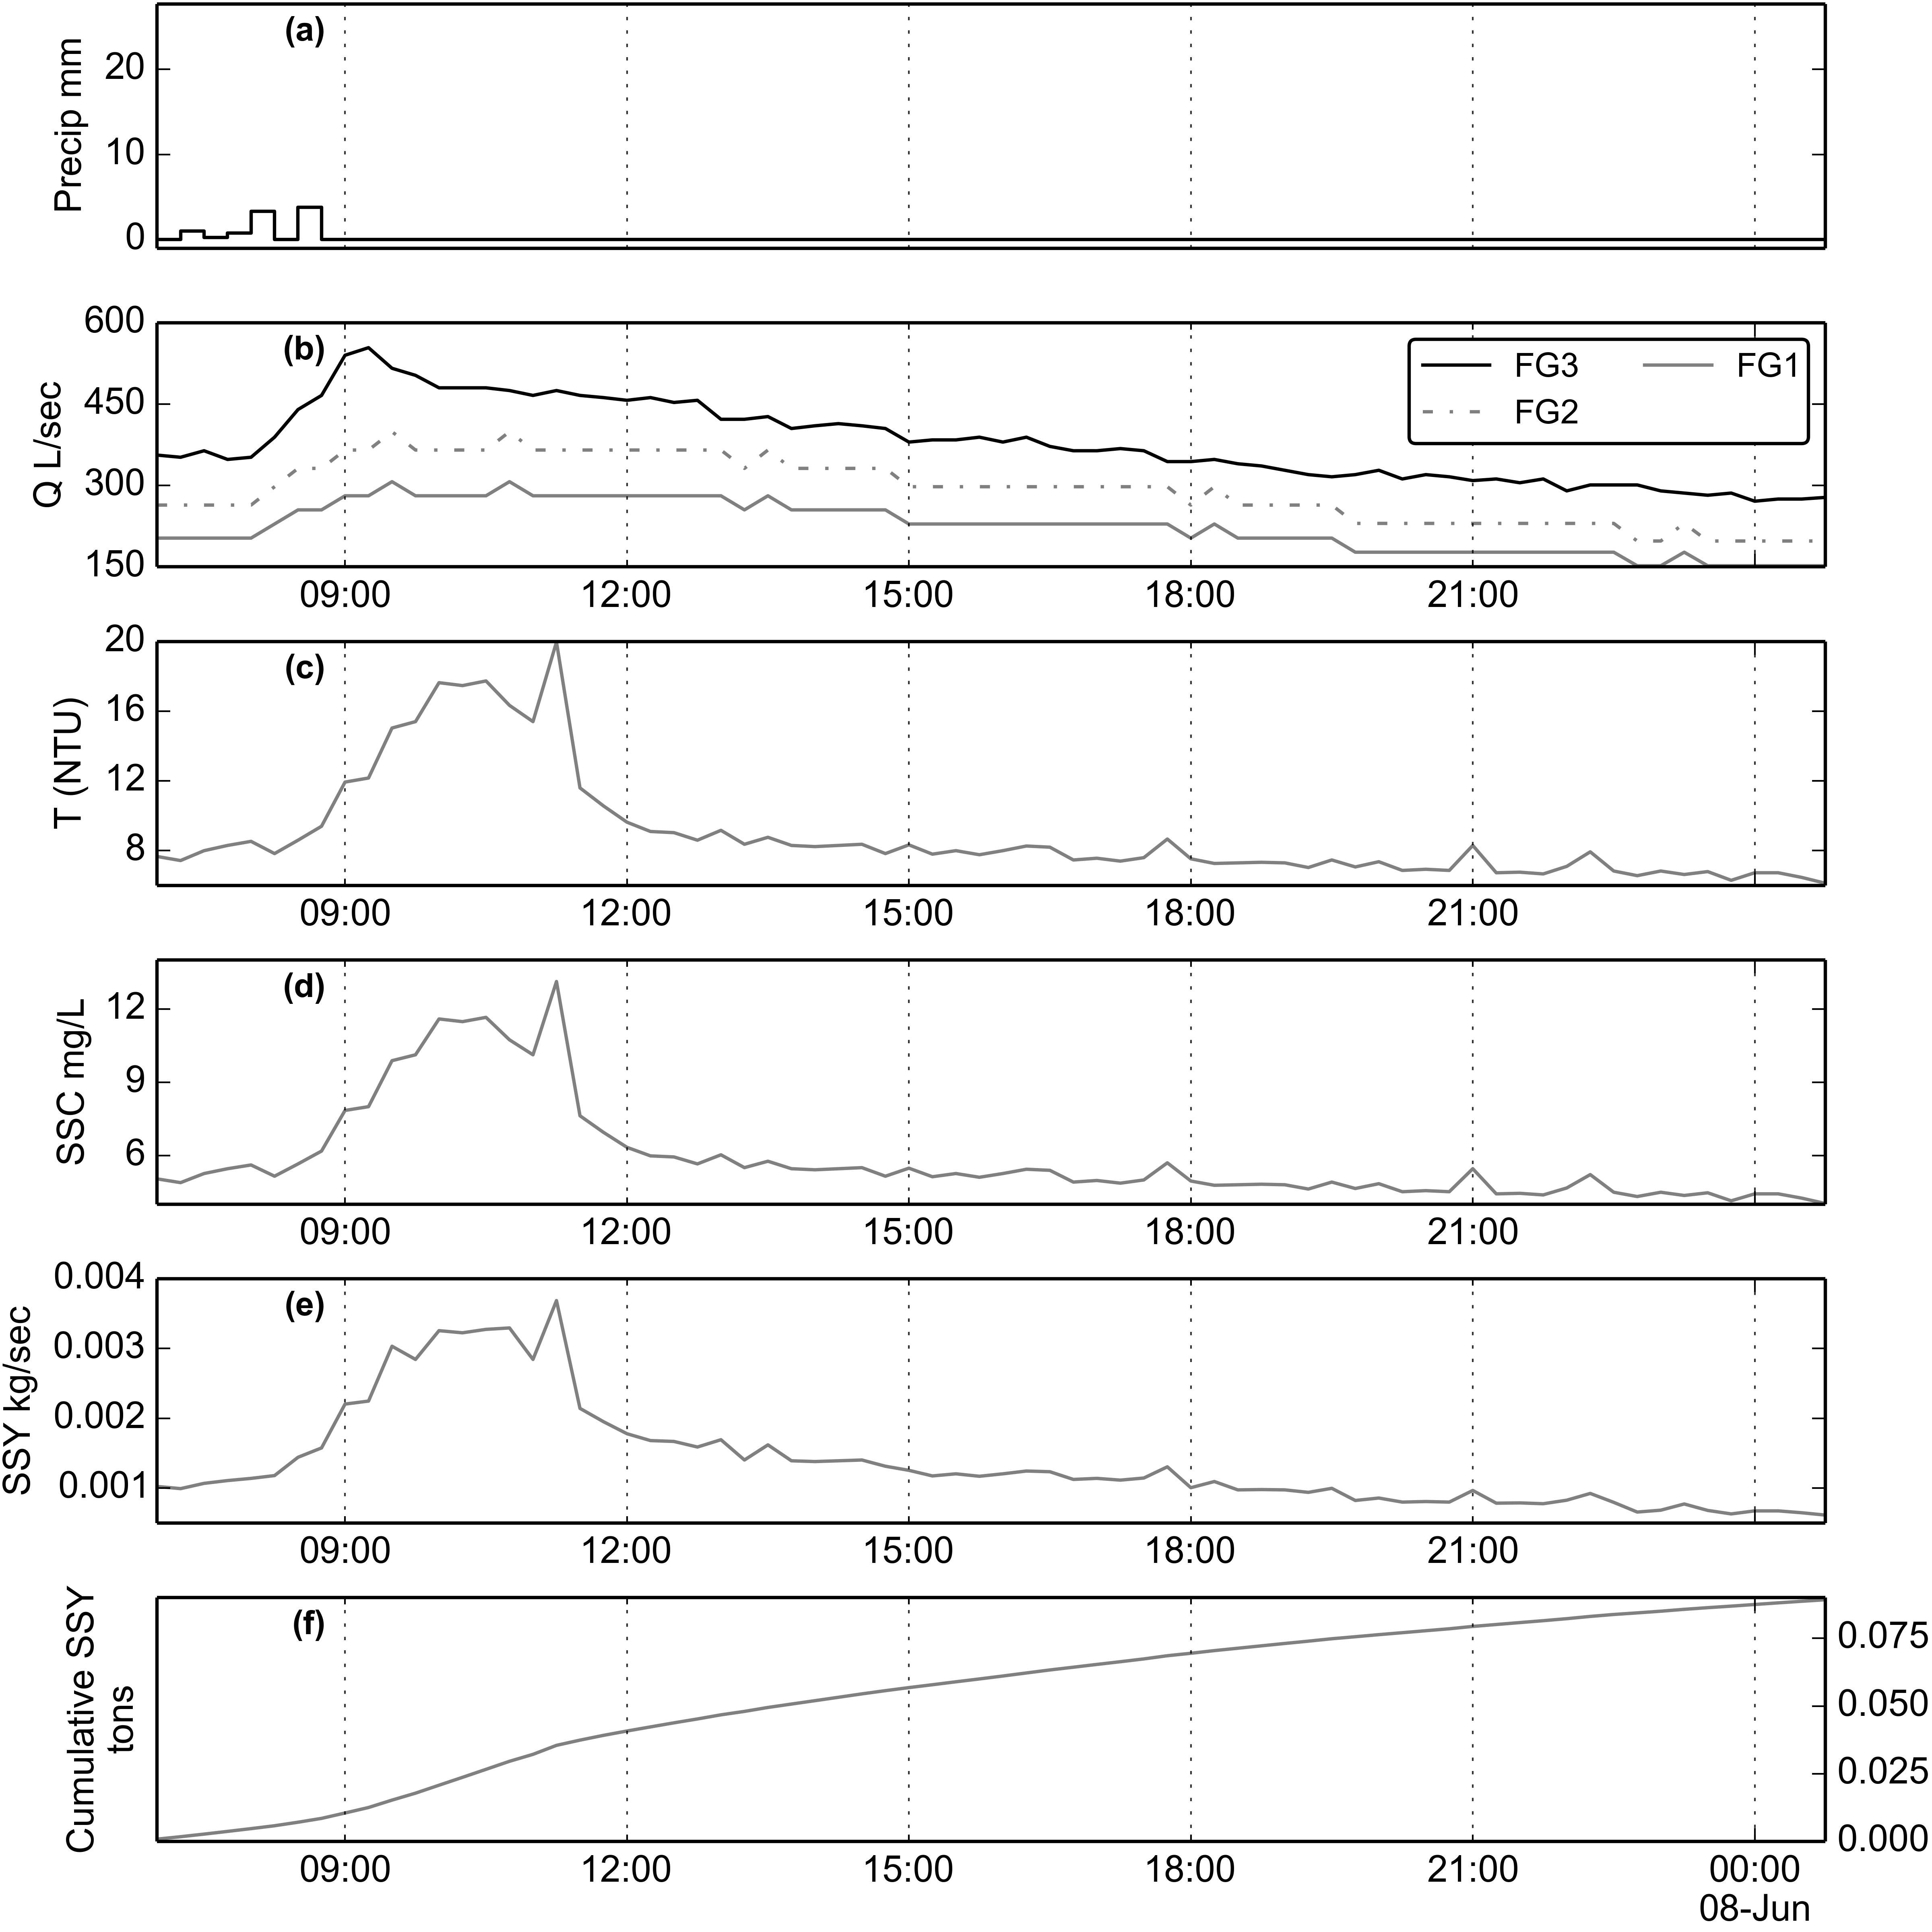 (a)
Precip mm
20
10
0
(b)
Q L/sec
600
450
300
150
FG3 FG1
FG2
09:00 12:00 15:00 18:00 21:00
(c)
T (NTU)
20
16
12
8
09:00 12:00 15:00 18:00 21:00
(d)
SSC mg/L
12
9
6
09:00 12:00 15:00 18:00 21:00
(e)
SSY kg/sec
0.004
0.003
0.002
0.001
09:00 12:00 15:00 18:00 21:00
(f)
Cumulative SSY
tons
0.075
0.050
0.025
0.000
09:00 12:00 15:00 18:00 21:00 00:00
08-Jun